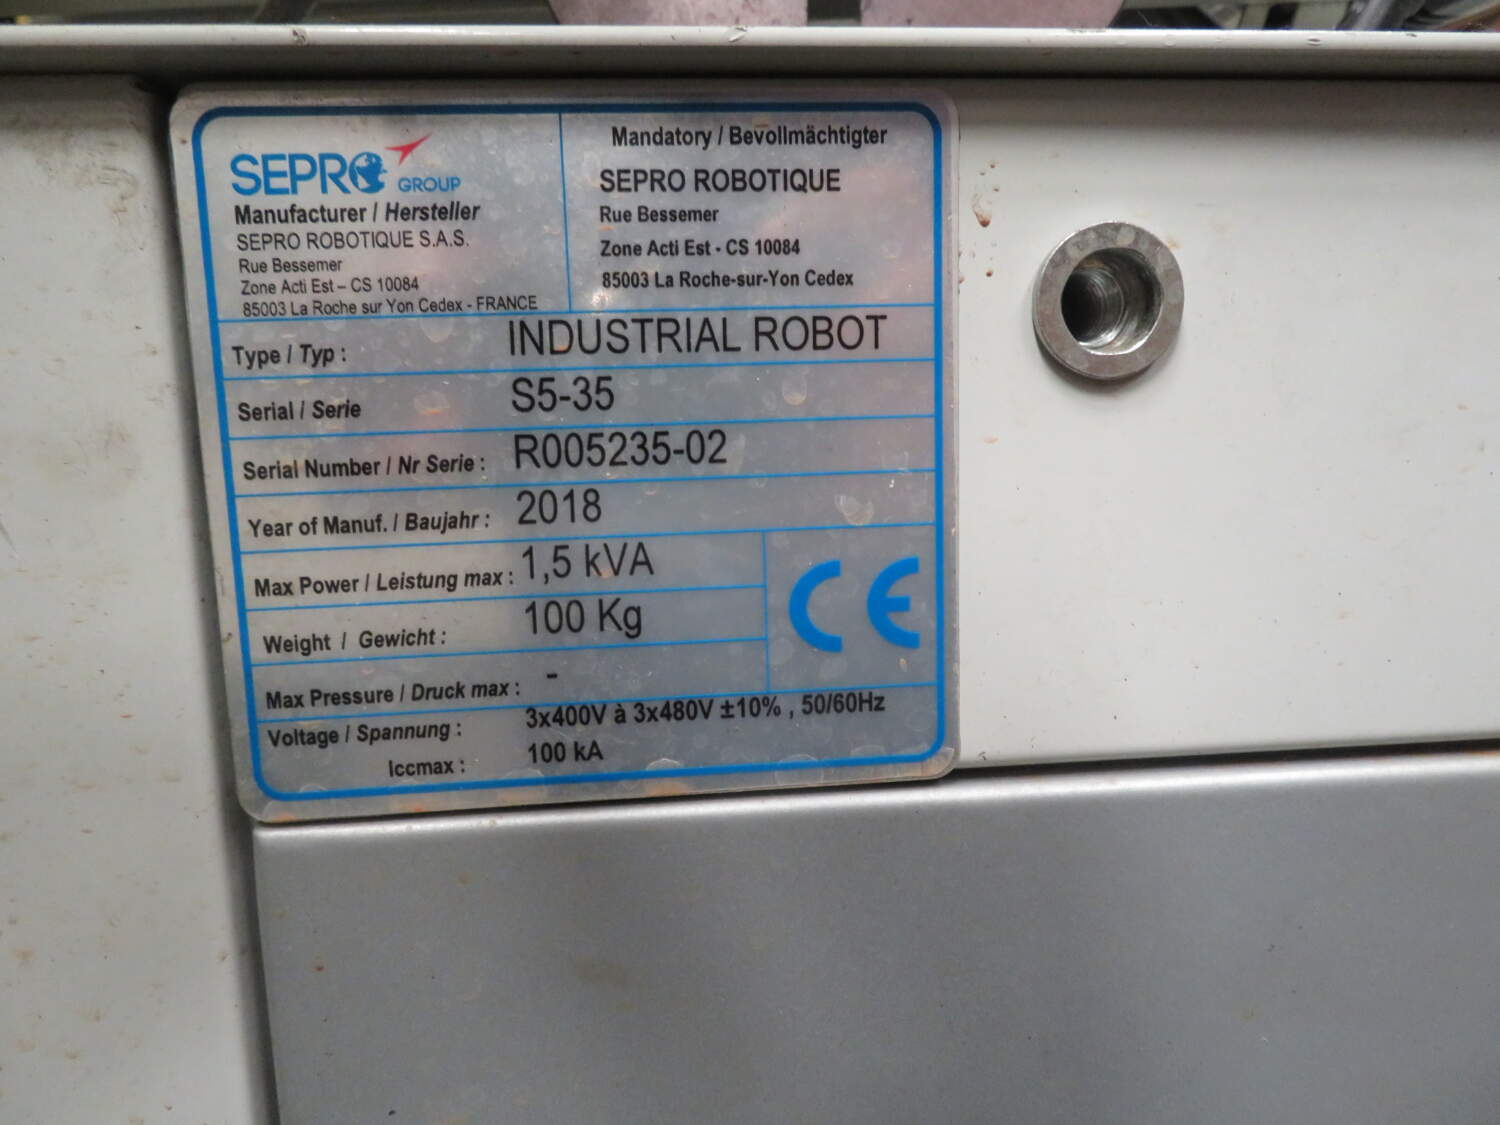 SEPRO GROUP
Manufacturer / Hersteller
SEPRO ROBOTIQUE S.A.S.
Rue Bessemer
Zone Acti Est – CS 10084
85003 La Roche sur Yon Cedex - FRANCE
Mandatory / Bevollmächtigter
SEPRO ROBOTIQUE
Rue Bessemer
Zone Acti Est - CS 10084
85003 La Roche-sur-Yon Cedex
Type / Typ : INDUSTRIAL ROBOT
Serial / Serie S5-35
Serial Number / Nr Serie : R005235-02
Year of Manuf. / Baujahr : 2018
Max Power / Leistung max : 1,5 kVA
Weight / Gewicht : 100 Kg
CE
Max Pressure / Druck max : -
Voltage / Spannung : 3x400V à 3x480V ±10% , 50/60Hz
Iccmax : 100 kA